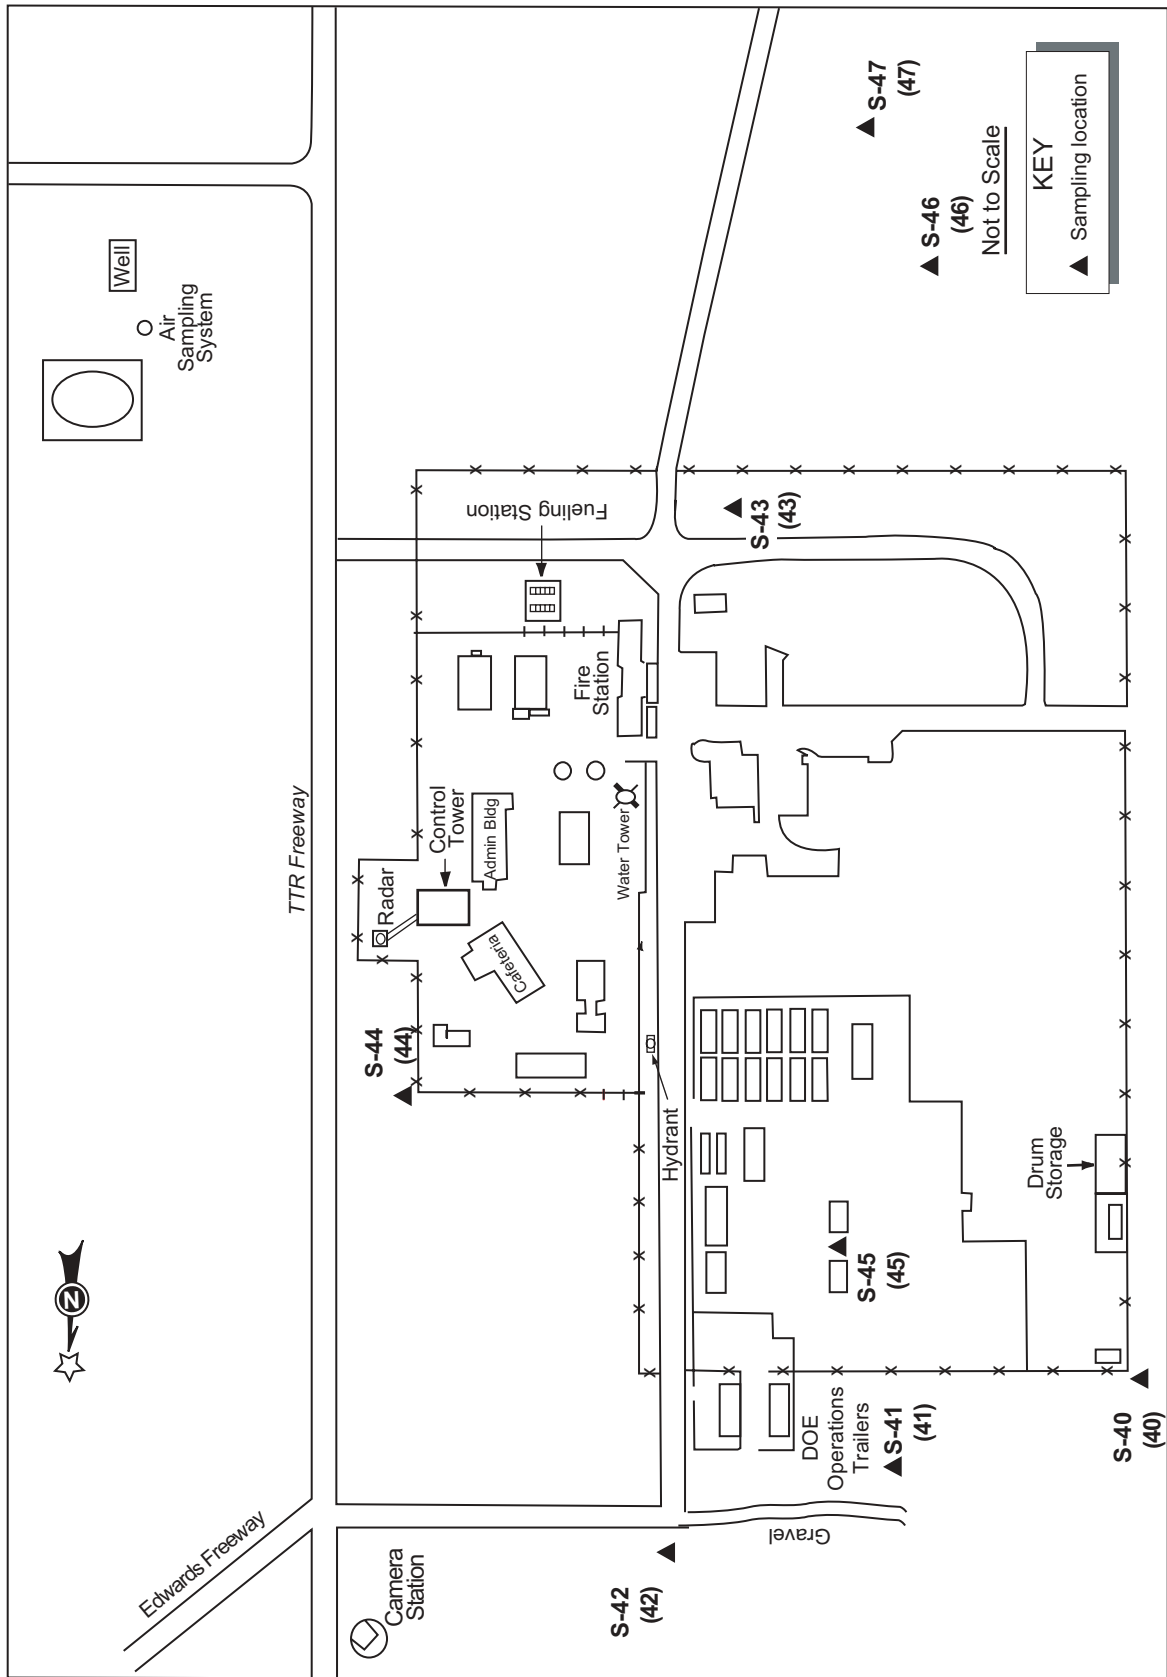 Well
Air
Sampling
System
S-47
(47)
S-46
(46)
Not to Scale
KEY
Sampling location
TTR Freeway
Fueling Station
S-43
(43)
Fire
Station
Control
Tower
Admin Bldg
Water Tower
Radar
Cafeteria
S-44
(44)
Hydrant
Drum
Storage
N
S-45
(45)
DOE
Operations
Trailers
S-41
(41)
S-40
(40)
Gravel
Edwards Freeway
Camera
Station
S-42
(42)